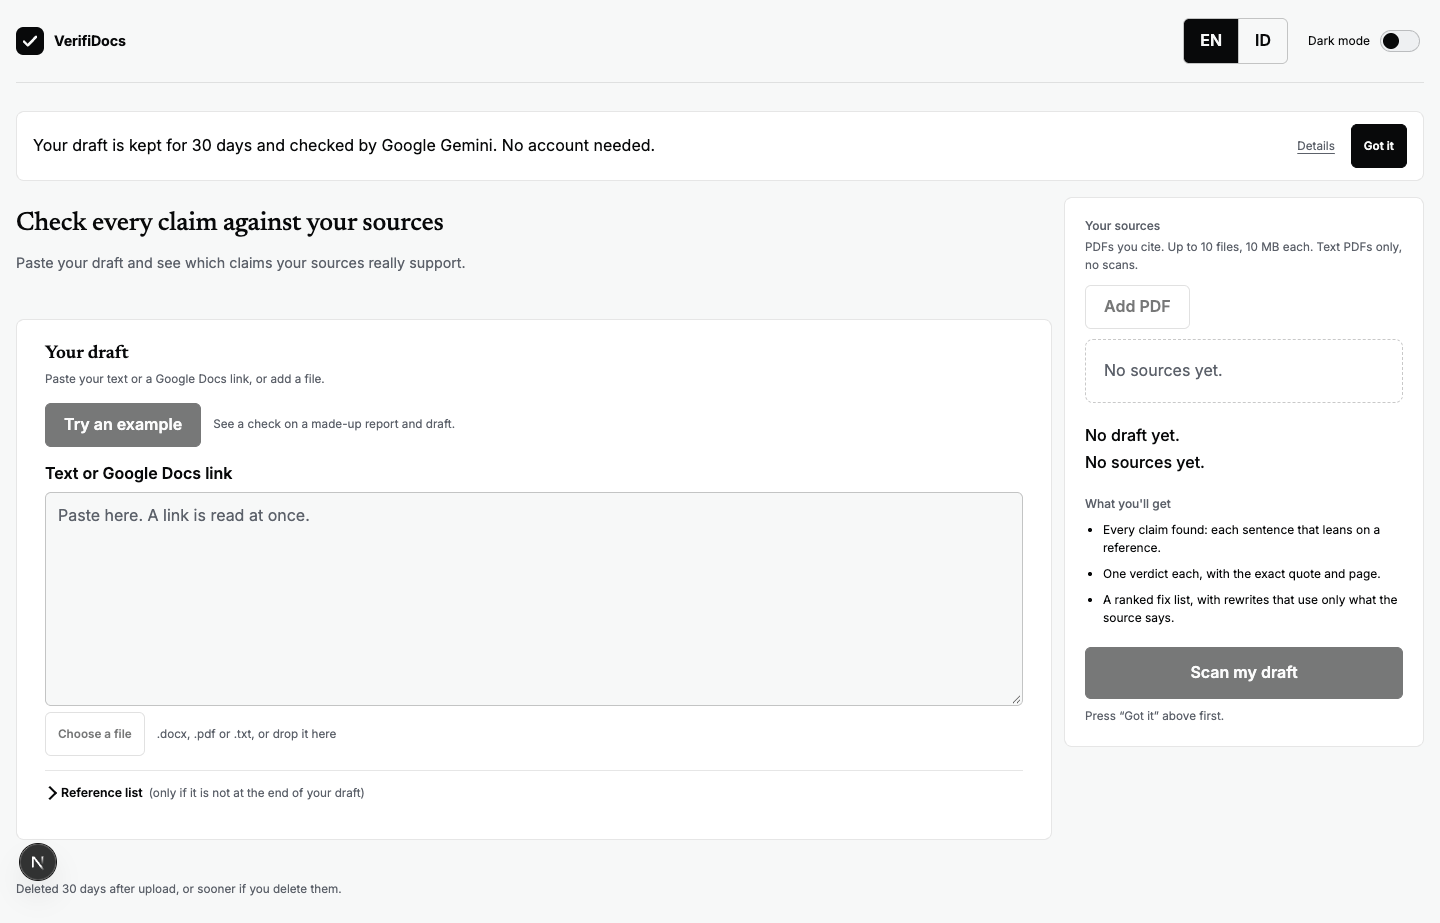 VerifiDocs
EN
ID
Dark mode
Your draft is kept for 30 days and checked by Google Gemini. No account needed.
Details
Got it
Check every claim against your sources
Paste your draft and see which claims your sources really support.
Your draft
Paste your text or a Google Docs link, or add a file.
Try an example
See a check on a made-up report and draft.
Text or Google Docs link
Paste here. A link is read at once.
Choose a file
.docx, .pdf or .txt, or drop it here
Reference list (only if it is not at the end of your draft)
Your sources
PDFs you cite. Up to 10 files, 10 MB each. Text PDFs only,
no scans.
Add PDF
No sources yet.
No draft yet.
No sources yet.
What you'll get
• Every claim found: each sentence that leans on a
reference.
• One verdict each, with the exact quote and page.
• A ranked fix list, with rewrites that use only what the
source says.
Scan my draft
Press “Got it” above first.
N
Deleted 30 days after upload, or sooner if you delete them.